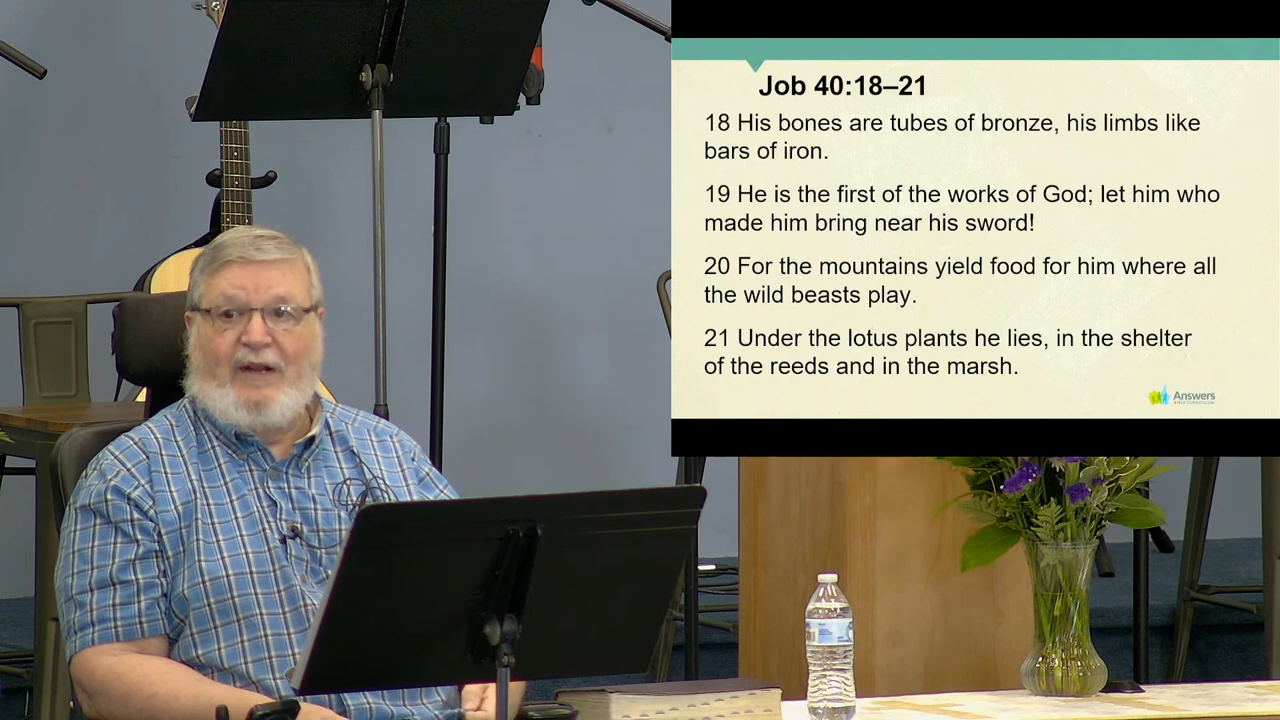 Job 40:18–21
18 His bones are tubes of bronze, his limbs like
bars of iron.
19 He is the first of the works of God; let him who
made him bring near his sword!
20 For the mountains yield food for him where all
the wild beasts play.
21 Under the lotus plants he lies, in the shelter
of the reeds and in the marsh.
Answers
BIBLE CURRICULUM